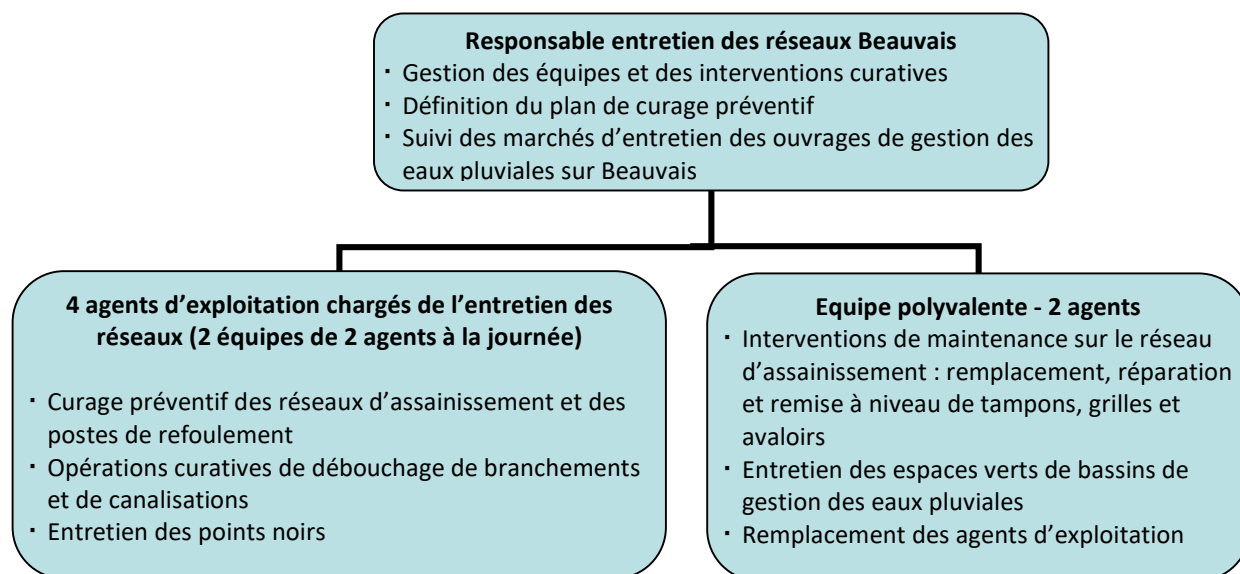 Responsable entretien des réseaux Beauvais
· Gestion des équipes et des interventions curatives
· Définition du plan de curage préventif
· Suivi des marchés d’entretien des ouvrages de gestion des
eaux pluviales sur Beauvais
4 agents d’exploitation chargés de l’entretien des
réseaux (2 équipes de 2 agents à la journée)
· Curage préventif des réseaux d’assainissement et des
postes de refoulement
· Opérations curatives de débouchage de branchements
et de canalisations
· Entretien des points noirs
Equipe polyvalente - 2 agents
· Interventions de maintenance sur le réseau
d’assainissement : remplacement, réparation
et remise à niveau de tampons, grilles et
avaloirs
· Entretien des espaces verts de bassins de
gestion des eaux pluviales
· Remplacement des agents d’exploitation